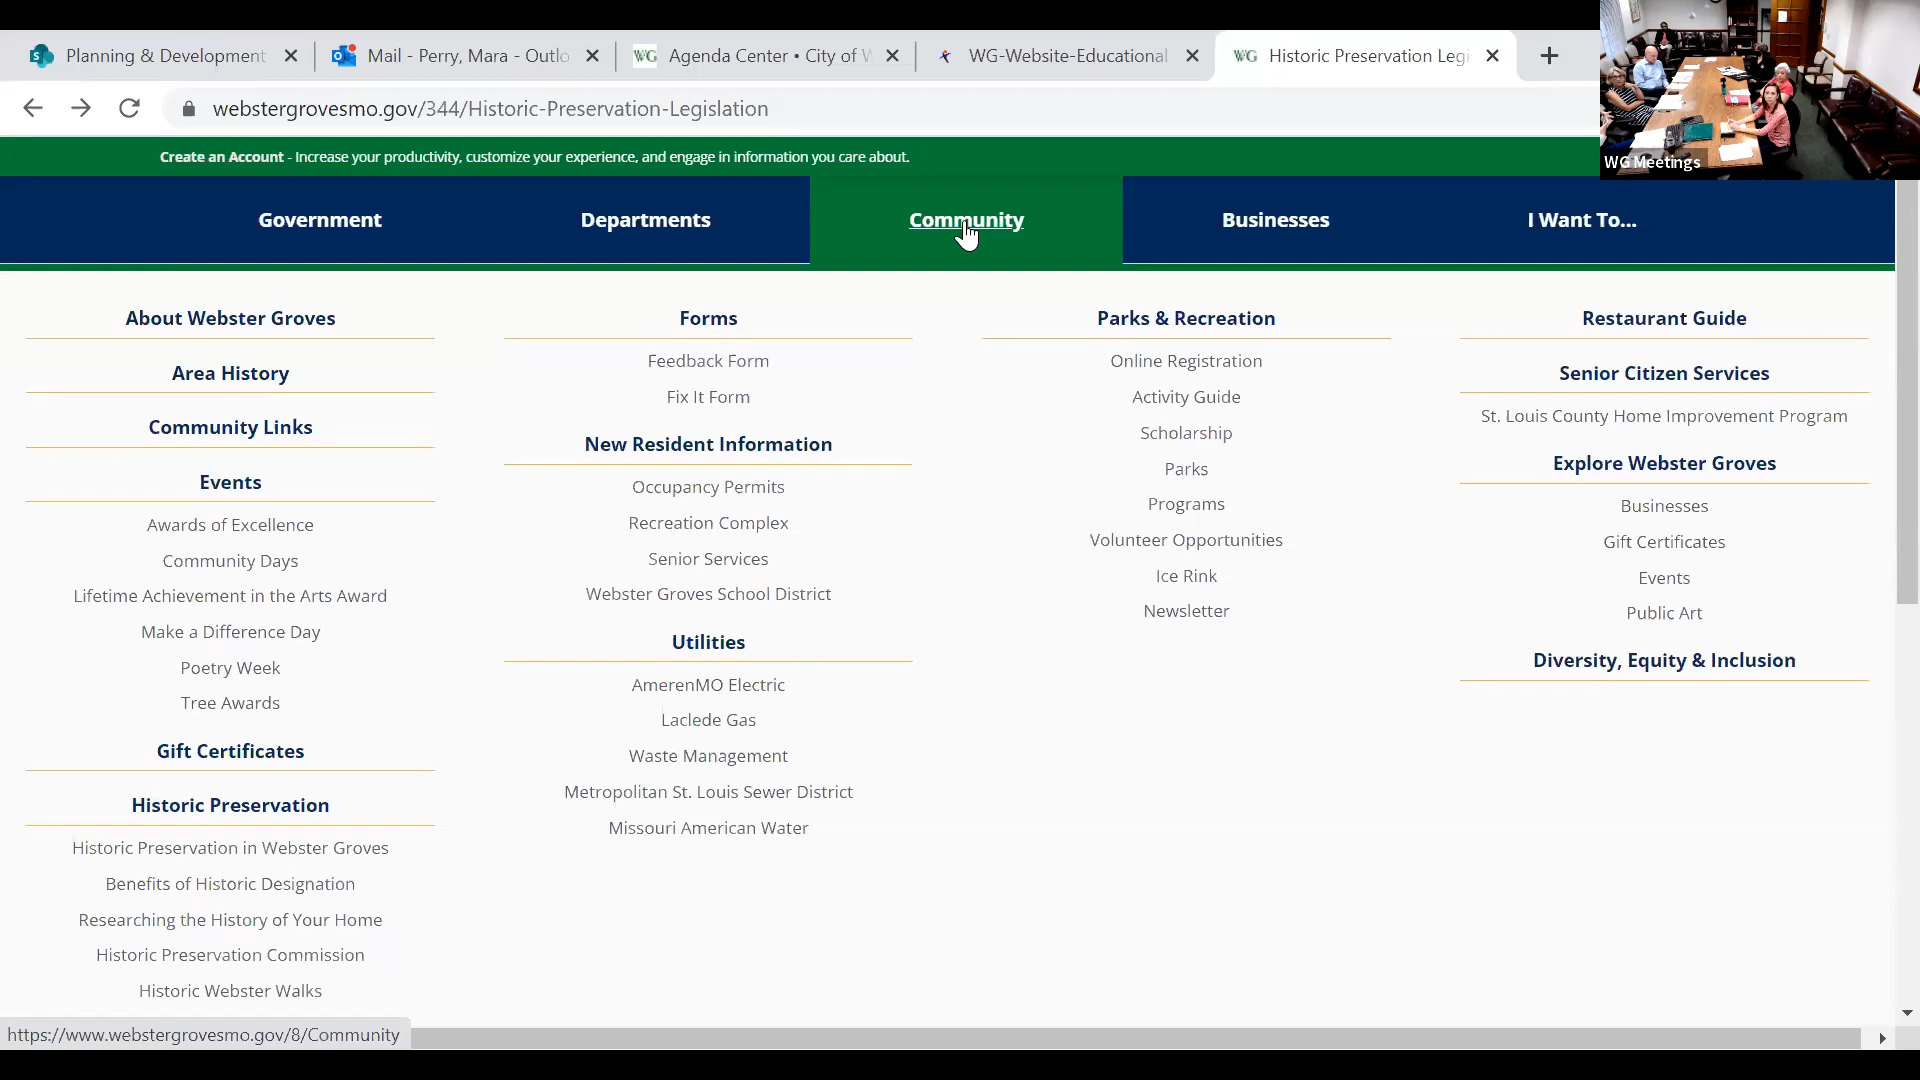 Planning & Development
Mail - Perry, Mara - Outlo
WG Agenda Center • City of W
WG-Website-Educational
WG Historic Preservation Legi
webstergrovesmo.gov/344/Historic-Preservation-Legislation
WG Meetings
Create an Account - Increase your productivity, customize your experience, and engage in information you care about.
Government
Departments
Community
Businesses
I Want To...
About Webster Groves
Area History
Community Links
Events
Awards of Excellence
Community Days
Lifetime Achievement in the Arts Award
Make a Difference Day
Poetry Week
Tree Awards
Gift Certificates
Historic Preservation
Historic Preservation in Webster Groves
Benefits of Historic Designation
Researching the History of Your Home
Historic Preservation Commission
Historic Webster Walks
Forms
Feedback Form
Fix It Form
New Resident Information
Occupancy Permits
Recreation Complex
Senior Services
Webster Groves School District
Utilities
AmerenMO Electric
Laclede Gas
Waste Management
Metropolitan St. Louis Sewer District
Missouri American Water
Parks & Recreation
Online Registration
Activity Guide
Scholarship
Parks
Programs
Volunteer Opportunities
Ice Rink
Newsletter
Restaurant Guide
Senior Citizen Services
St. Louis County Home Improvement Program
Explore Webster Groves
Businesses
Gift Certificates
Events
Public Art
Diversity, Equity & Inclusion
https://www.webstergrovesmo.gov/8/Community